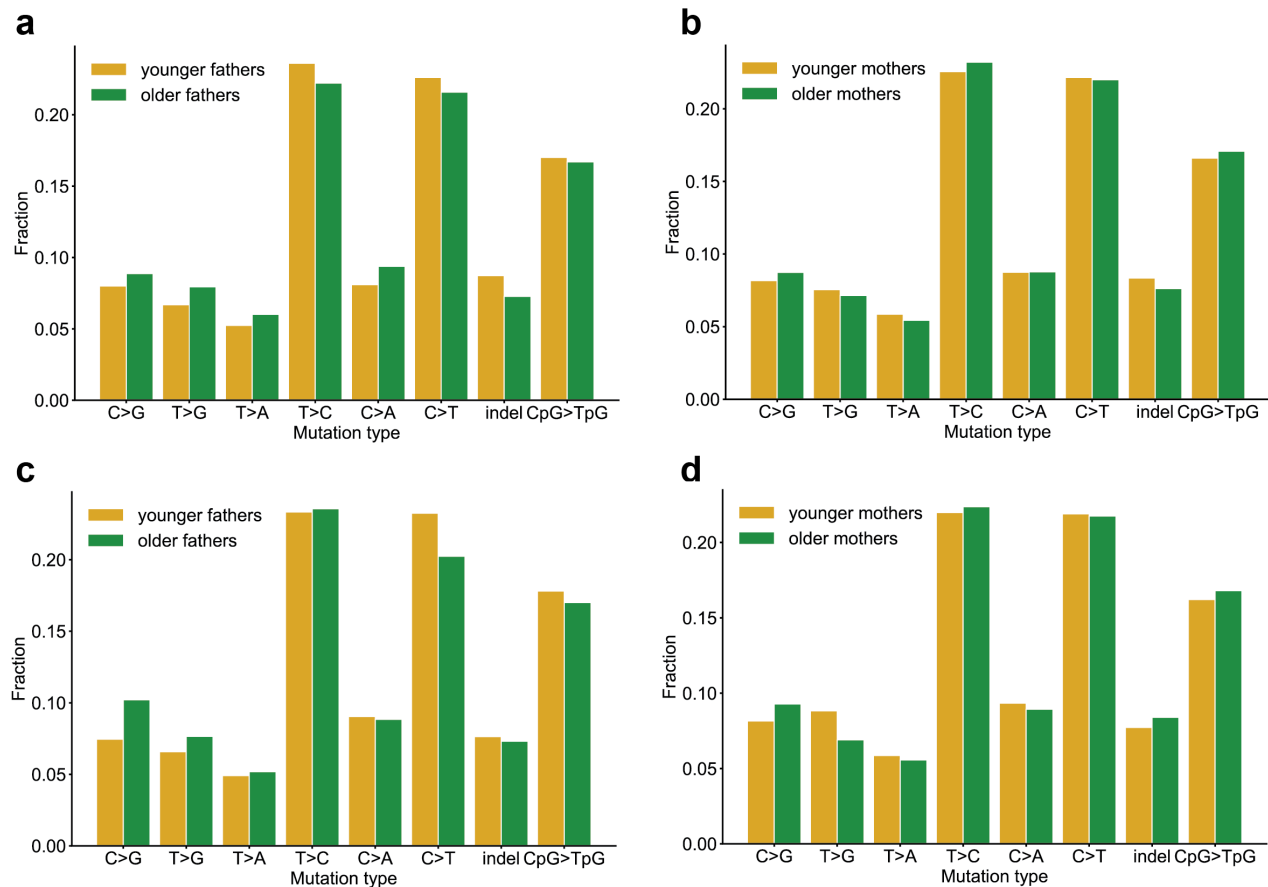 a
younger fathers
older fathers
0.20
0.15
0.10
0.05
0.00
Fraction
C>G T>G T>A T>C C>A C>T indel CpG>TpG
Mutation type
b
younger mothers
older mothers
0.20
0.15
0.10
0.05
0.00
Fraction
C>G T>G T>A T>C C>A C>T indel CpG>TpG
Mutation type
c
younger fathers
older fathers
0.20
0.15
0.10
0.05
0.00
Fraction
C>G T>G T>A T>C C>A C>T indel CpG>TpG
Mutation type
d
younger mothers
older mothers
0.20
0.15
0.10
0.05
0.00
Fraction
C>G T>G T>A T>C C>A C>T indel CpG>TpG
Mutation type